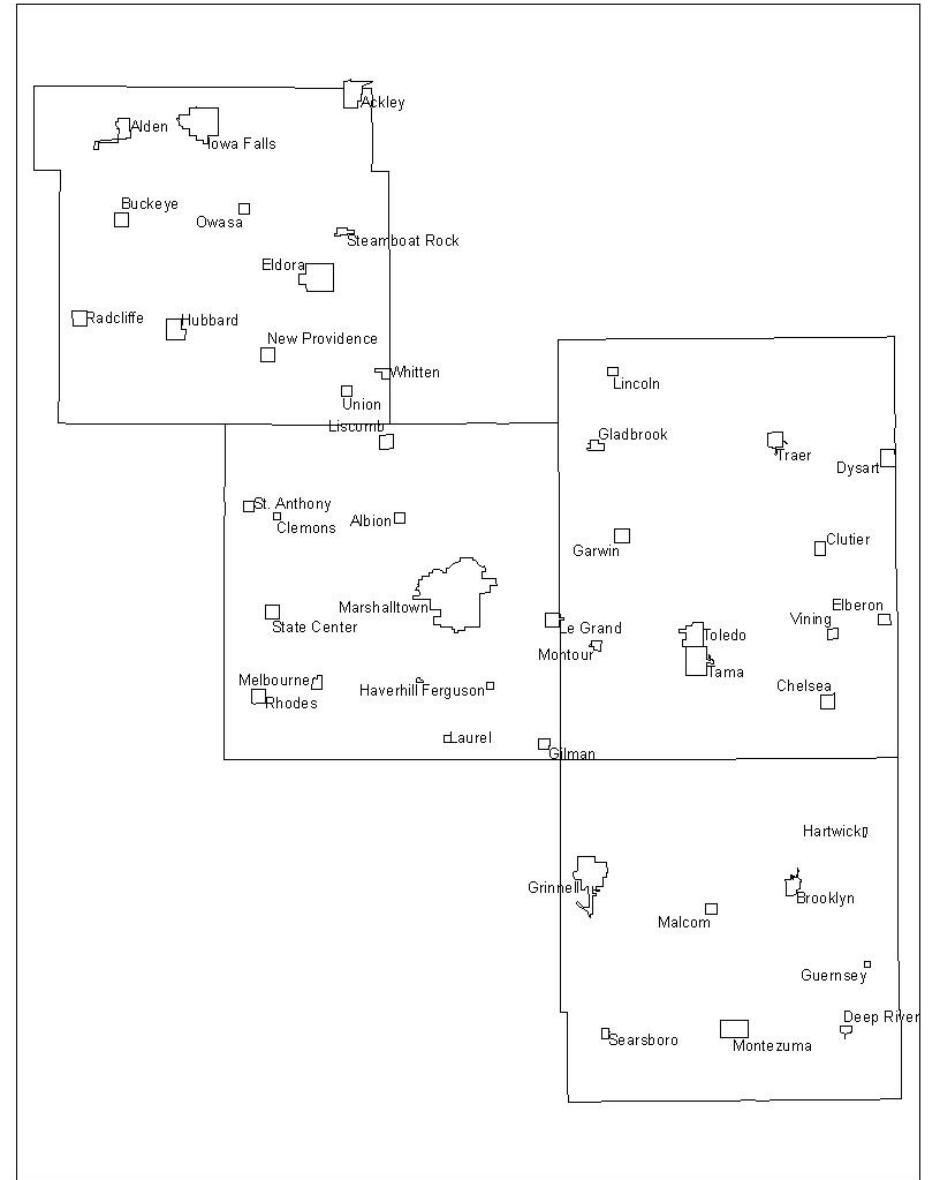 Ackley
Alden
Iowa Falls
Buckeye
Owasa
Steamboat Rock
Eldora
Radcliffe
Hubbard
New Providence
Whitten
Union
Lincoln
Liscomb
Gladbrook
Traer
Dysart
St. Anthony
Clemons
Albion
Garwin
Clutier
Marshalltown
Elberon
Vining
State Center
Le Grand
Toledo
Montour
Tama
Melbourne
Haverhill
Ferguson
Chelsea
Rhodes
Laurel
Gilman
Hartwick
Grinnell
Brooklyn
Malcom
Guernsey
Deep River
Searsboro
Montezuma